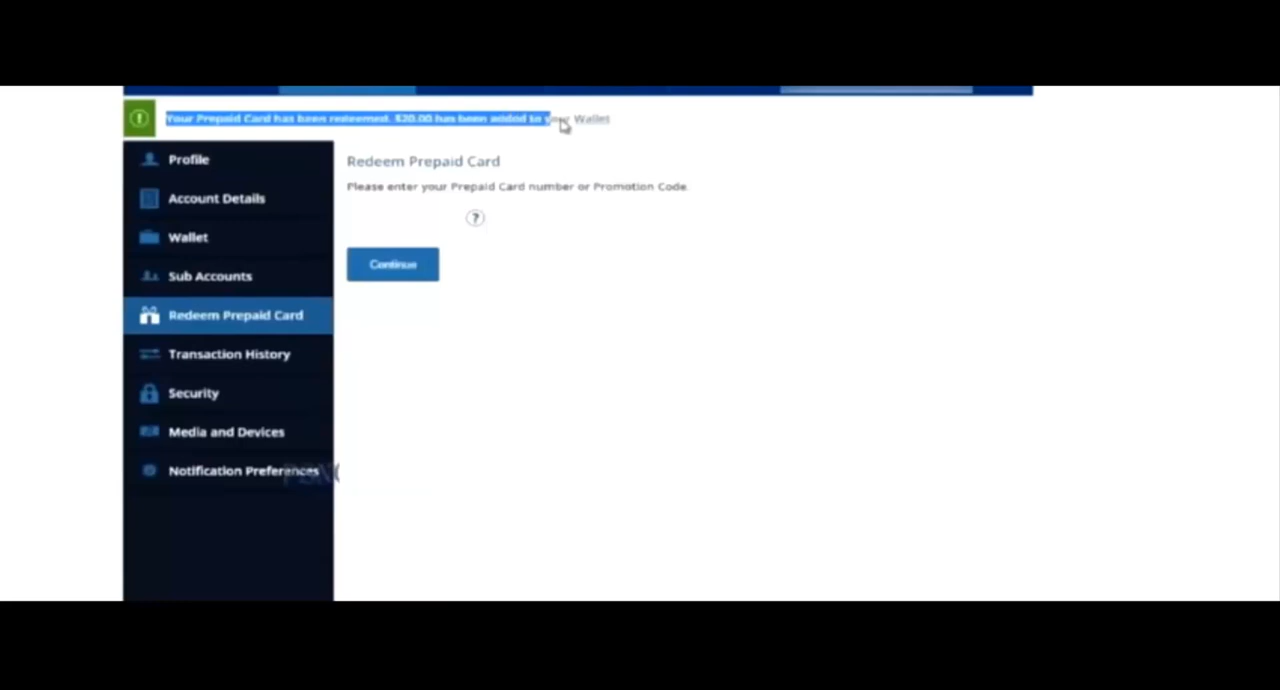 Your Prepaid Card has been redeemed. $20.00 has been added to your Wallet
Profile
Account Details
Wallet
Sub Accounts
Redeem Prepaid Card
Transaction History
Security
Media and Devices
Notification Preferences
Redeem Prepaid Card
Please enter your Prepaid Card number or Promotion Code.
?
Continue